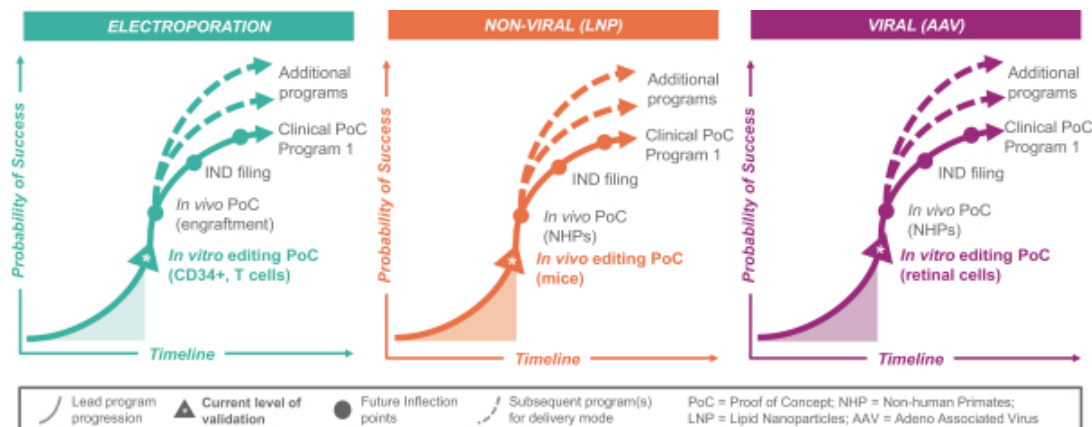 ELECTROPORATION
Probability of Success
Additional
programs
Clinical PoC
Program 1
IND filing
In vivo PoC
(engraftment)
In vitro editing PoC
(CD34+, T cells)
Timeline
NON-VIRAL (LNP)
Probability of Success
Additional
programs
Clinical PoC
Program 1
IND filing
In vivo PoC
(NHPs)
In vivo editing PoC
(mice)
Timeline
VIRAL (AAV)
Probability of Success
Additional
programs
Clinical PoC
Program 1
IND filing
In vivo PoC
(NHPs)
In vitro editing PoC
(retinal cells)
Timeline
Lead program
progression
Current level of
validation
Future Inflection
points
Subsequent program(s)
for delivery mode
PoC = Proof of Concept; NHP = Non-human Primates;
LNP = Lipid Nanoparticles; AAV = Adeno Associated Virus